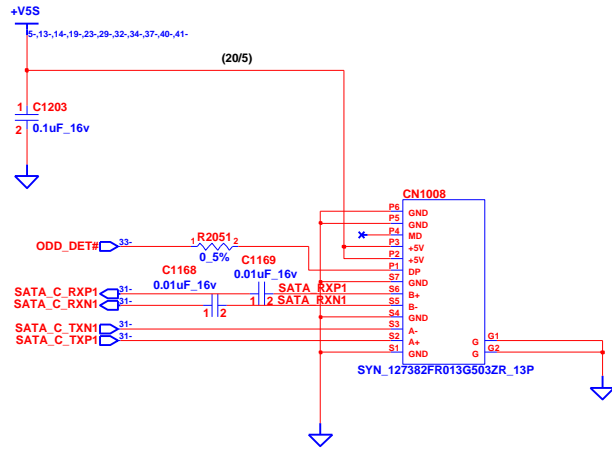 +V5S
5-,13-,14-,19-,23-,29-,32-,34-,37-,40-,41-
(20/5)
1 C1203
2 0.1uF_16v
CN1008
P6 GND
P5 GND
P4 MD
P3 +5V
P2 +5V
P1 DP
S7 GND
S6 B+
S5 B-
S4 GND
S3 A-
S2 A+
S1 GND
G G1
G G2
SYN_127382FR013G503ZR_13P
ODD_DET# 33-
1 R2051 2
0_5%
C1168
0.01uF_16v
1 2
C1169
0.01uF_16v
1 2
SATA_C_RXP1 31- SATA_RXP1
SATA_C_RXN1 31- SATA_RXN1
SATA_C_TXN1 31-
SATA_C_TXP1 31-